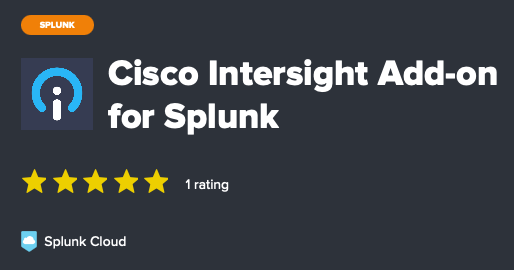 SPLUNK
Cisco Intersight Add-on
for Splunk
1 rating
Splunk Cloud